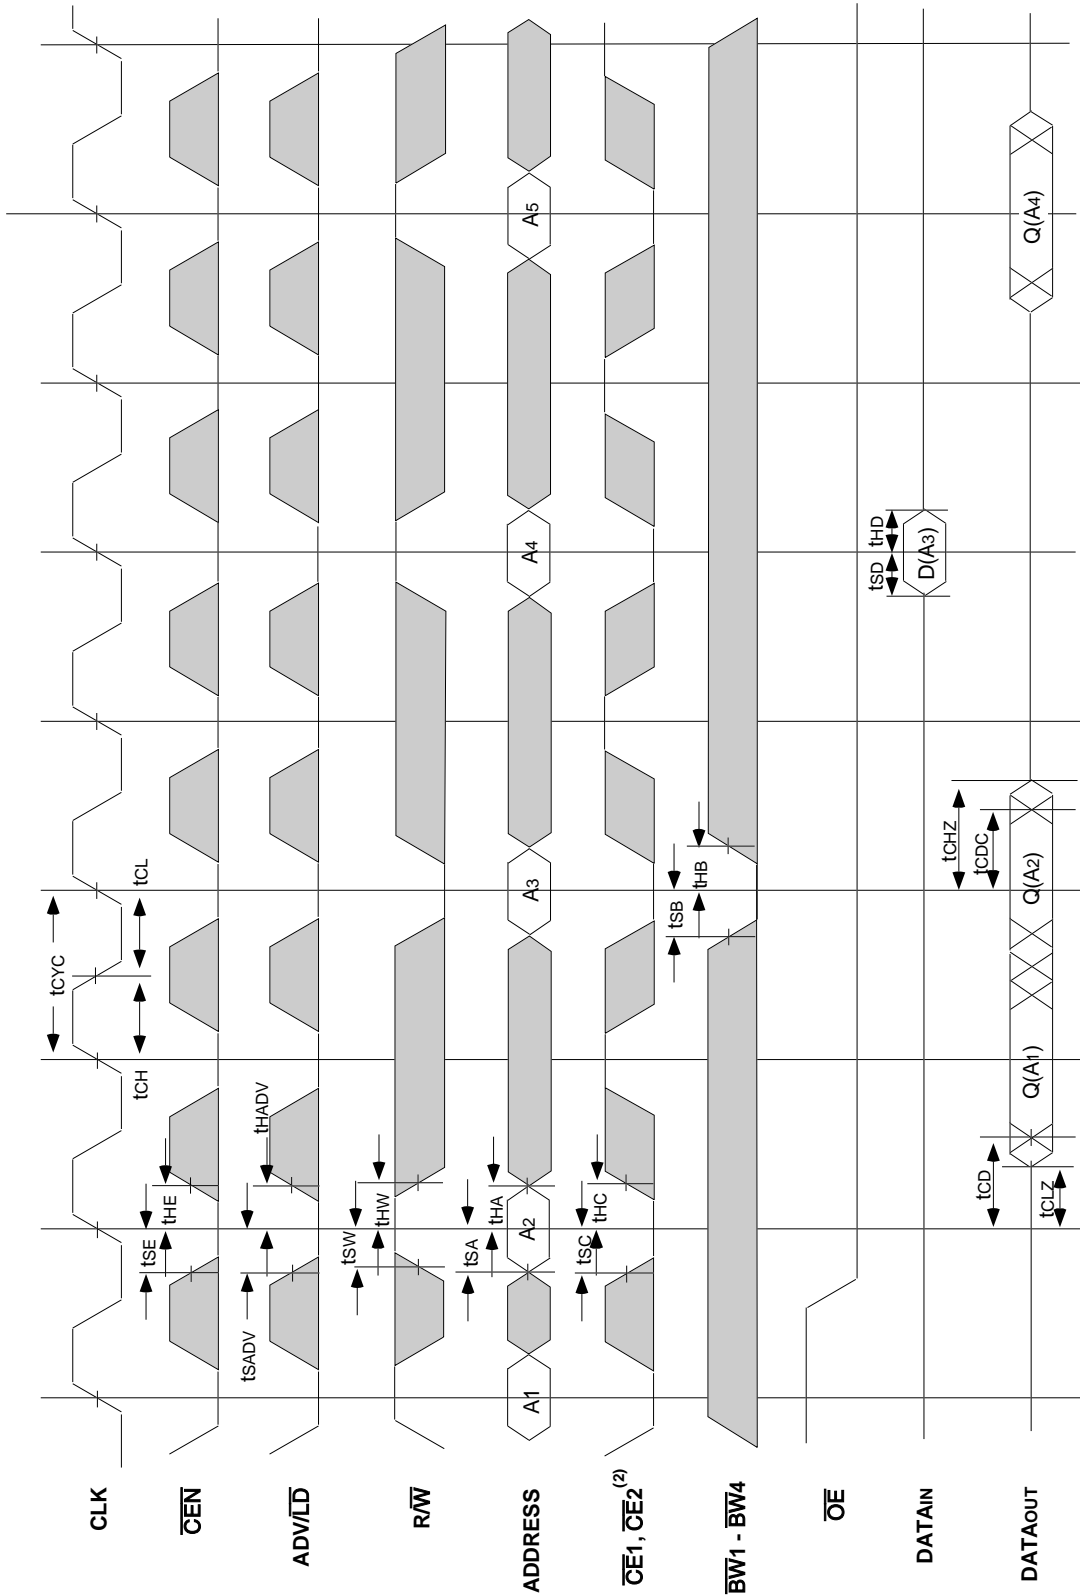 CLK
tCYC
tCH
tCL
CEN
tSE
tHE
ADV/LD
tSADV
tHADV
R/W
tSW
tHW
ADDRESS
A1
A2
A3
A4
A5
tSA
tHA
CE1, CE2(2)
tSC
tHC
BW1 - BW4
tSB
tHB
OE
DATAIN
D(A3)
tSD
tHD
DATAOUT
tCD
tCLZ
Q(A1)
Q(A2)
tCHZ
tCDC
Q(A4)